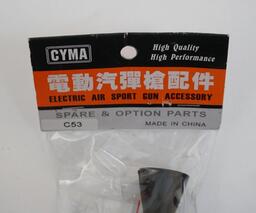 CYMA
High Quality
High Performance
電動汽彈槍配件
ELECTRIC AIR SPORT GUN ACCESSORY
SPARE & OPTION PARTS
C53
MADE IN CHINA